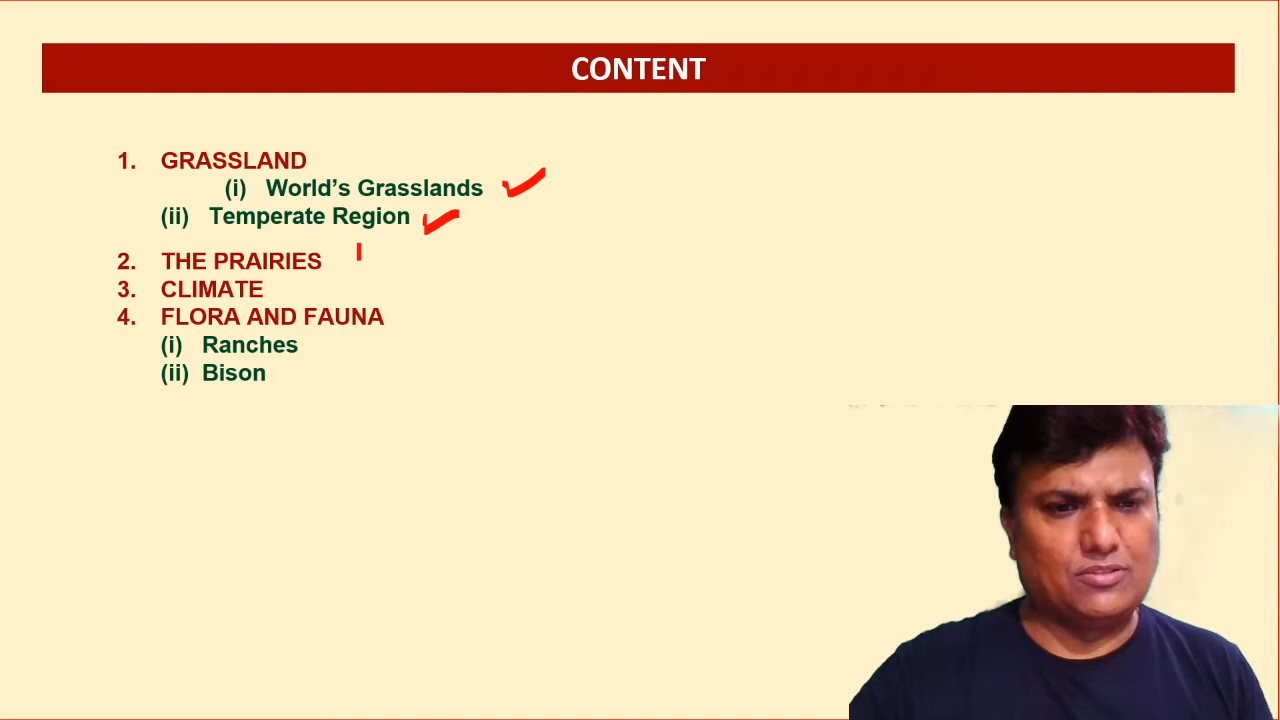 CONTENT
1. GRASSLAND
(i) World’s Grasslands
(ii) Temperate Region
2. THE PRAIRIES
3. CLIMATE
4. FLORA AND FAUNA
(i) Ranches
(ii) Bison